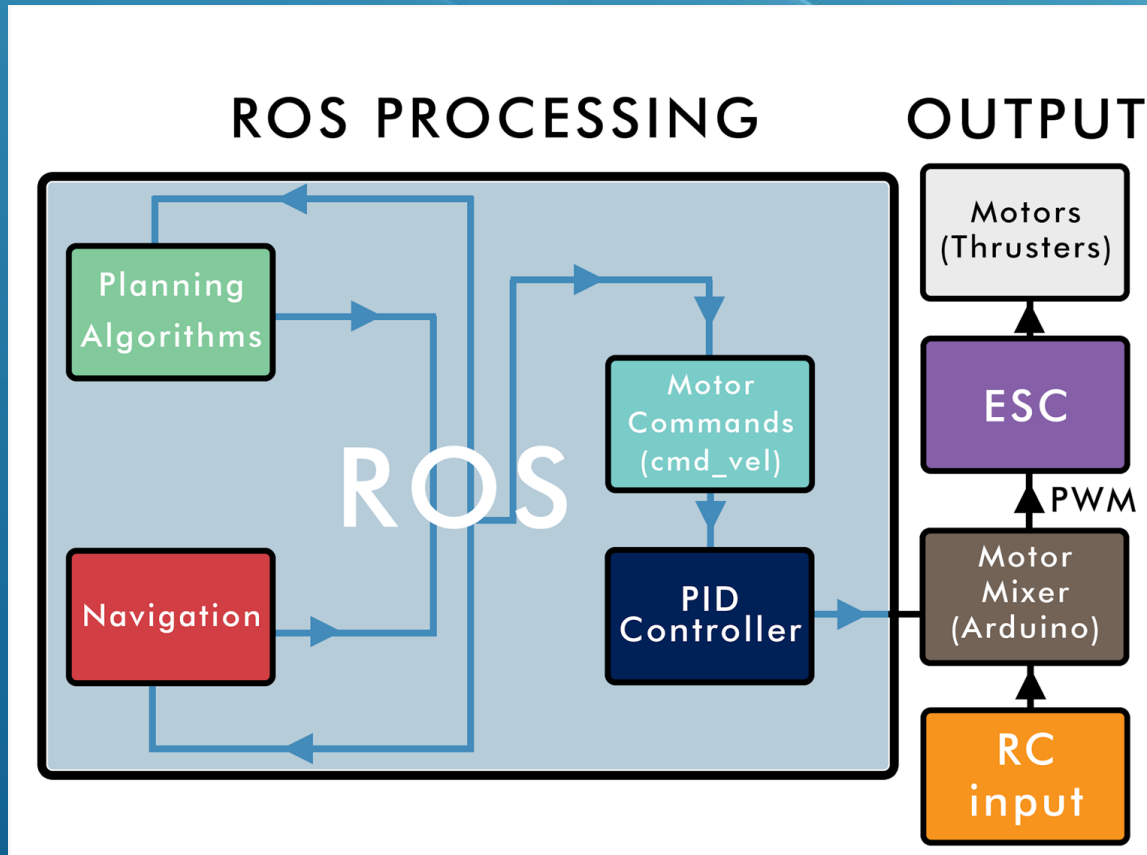 ROS PROCESSING
OUTPUT
Planning
Algorithms
Navigation
ROS
Motor
Commands
(cmd_vel)
PID
Controller
Motors
(Thrusters)
ESC
PWM
Motor
Mixer
(Arduino)
RC
input